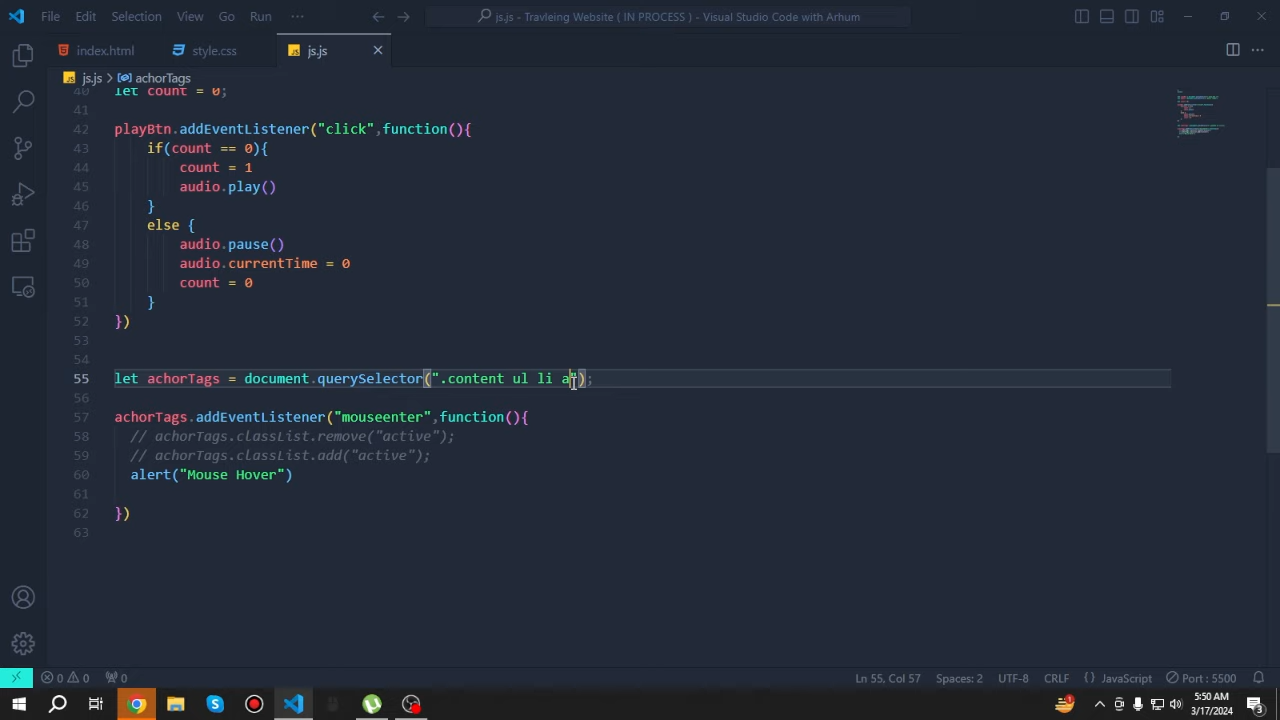 File Edit Selection View Go Run ··· js.js - Travleing Website ( IN PROCESS ) - Visual Studio Code with Arhum
index.html style.css js.js
js.js > achorTags
40 let count = 0;
41
42 playBtn.addEventListener("click",function(){
43 if(count == 0){
44 count = 1
45 audio.play()
46 }
47 else {
48 audio.pause()
49 audio.currentTime = 0
50 count = 0
51 }
52 })
53
54
55 let achorTags = document.querySelector(".content ul li a");
56
57 achorTags.addEventListener("mouseenter",function(){
58 // achorTags.classList.remove("active");
59 // achorTags.classList.add("active");
60 alert("Mouse Hover")
61
62 })
63
0 0 0 Ln 55, Col 57 Spaces: 2 UTF-8 CRLF {} JavaScript Port : 5500
5:50 AM
3/17/2024